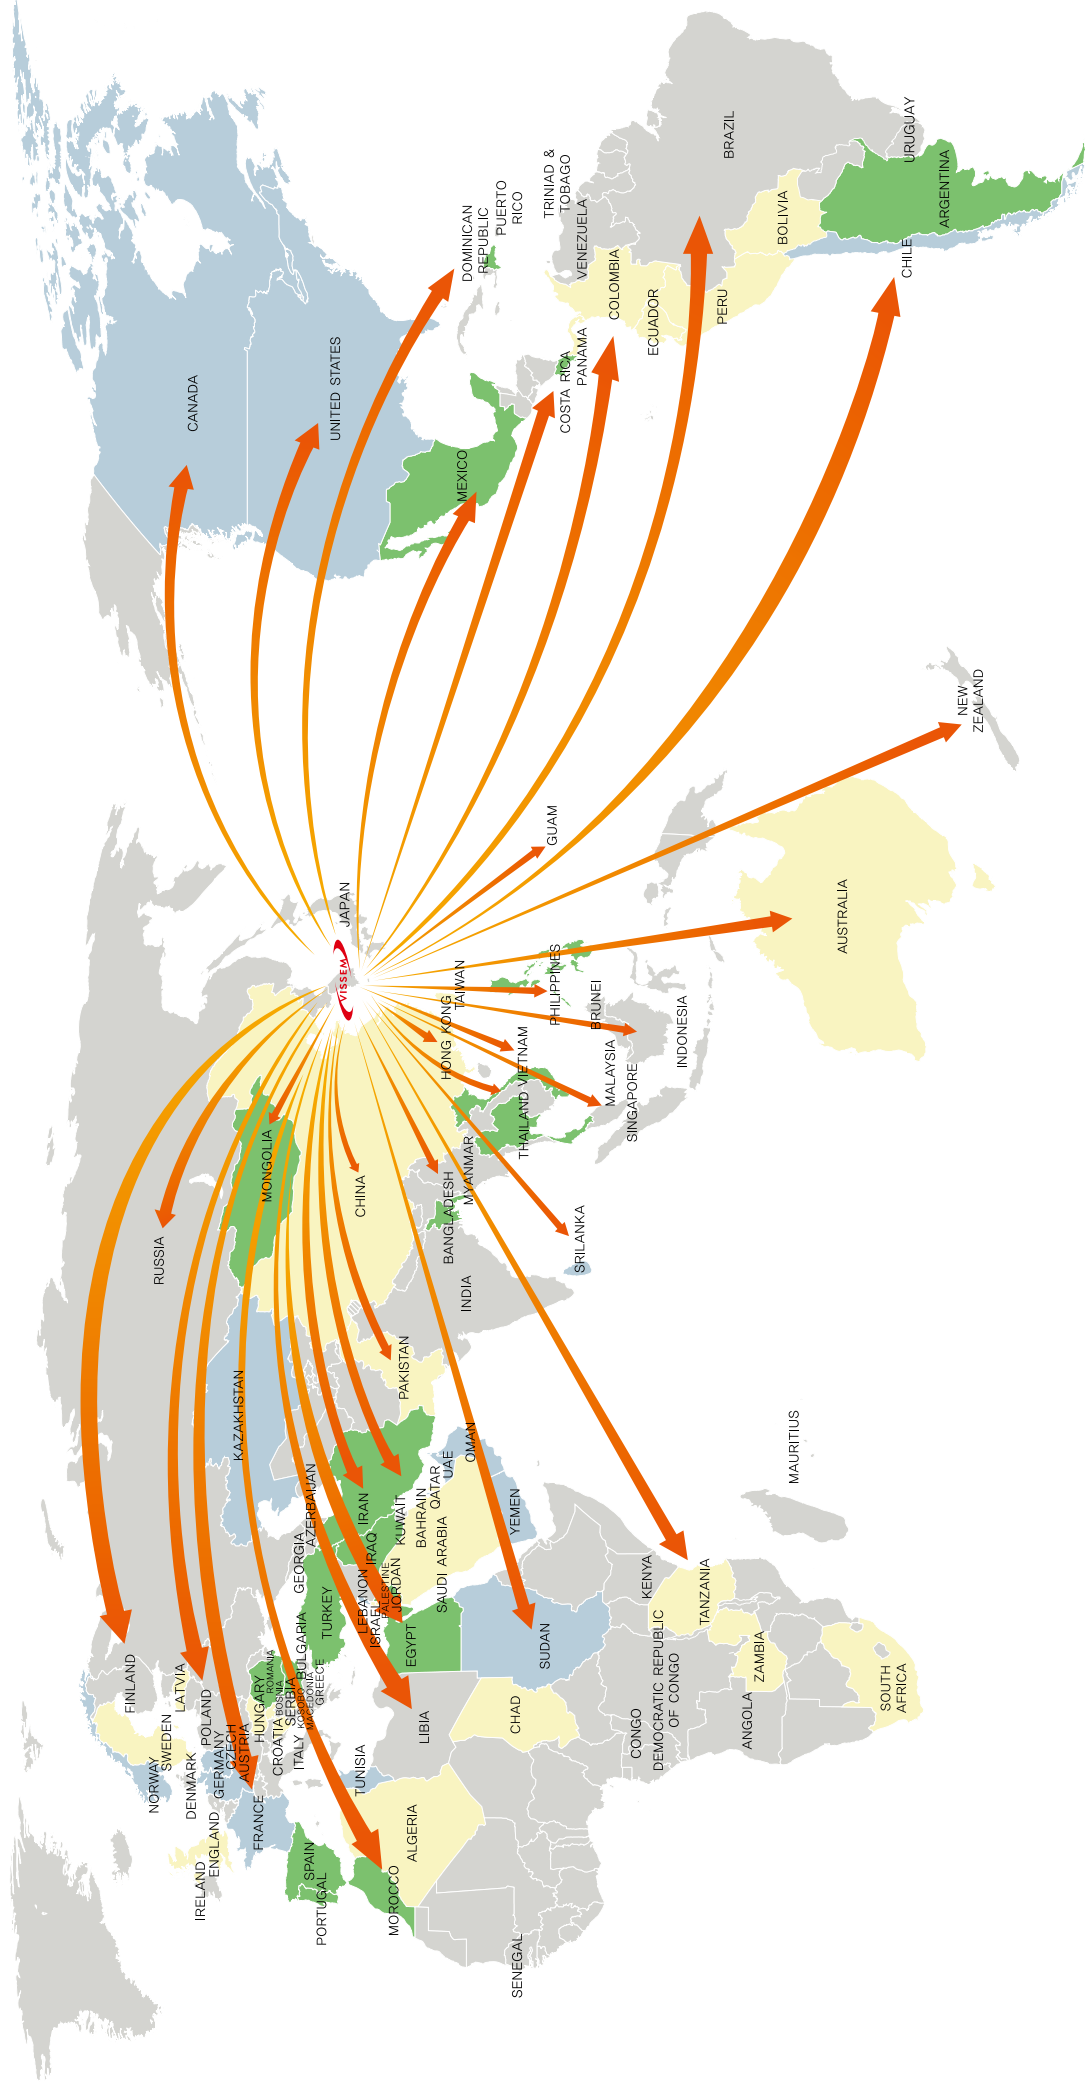 CANADA
UNITED STATES
MEXICO
DOMINICAN
REPUBLIC
PUERTO
RICO
TRINIAD &
TOBAGO
VENEZUELA
COSTA RICA
PANAMA
COLOMBIA
ECUADOR
PERU
BRAZIL
BOLIVIA
CHILE
ARGENTINA
URUGUAY
NEW
ZEALAND
AUSTRALIA
GUAM
JAPAN
VISSEM
TAIWAN
HONG KONG
PHILIPPINES
BRUNEI
INDONESIA
MALAYSIA
SINGAPORE
VIETNAM
THAILAND
MYANMAR
BANGLADESH
INDIA
SRILANKA
CHINA
MONGOLIA
RUSSIA
KAZAKHSTAN
PAKISTAN
IRAN
IRAQ
KUWAIT
BAHRAIN
QATAR
UAE
OMAN
YEMEN
SAUDI ARABIA
JORDAN
PALESTINE
ISRAEL
LEBANON
AZERBAIJAN
GEORGIA
TURKEY
BULGARIA
GREECE
MACEDONIA
KOSOBO
SERBIA
BOSNIA
ROMANIA
HUNGARY
CROATIA
ITALY
AUSTRIA
CZECH
GERMANY
POLAND
LATVIA
FINLAND
SWEDEN
NORWAY
DENMARK
ENGLAND
IRELAND
FRANCE
SPAIN
PORTUGAL
MOROCCO
ALGERIA
TUNISIA
LIBIA
EGYPT
SUDAN
CHAD
SENEGAL
CONGO
DEMOCRATIC REPUBLIC
OF CONGO
KENYA
TANZANIA
ZAMBIA
ANGOLA
SOUTH
AFRICA
MAURITIUS